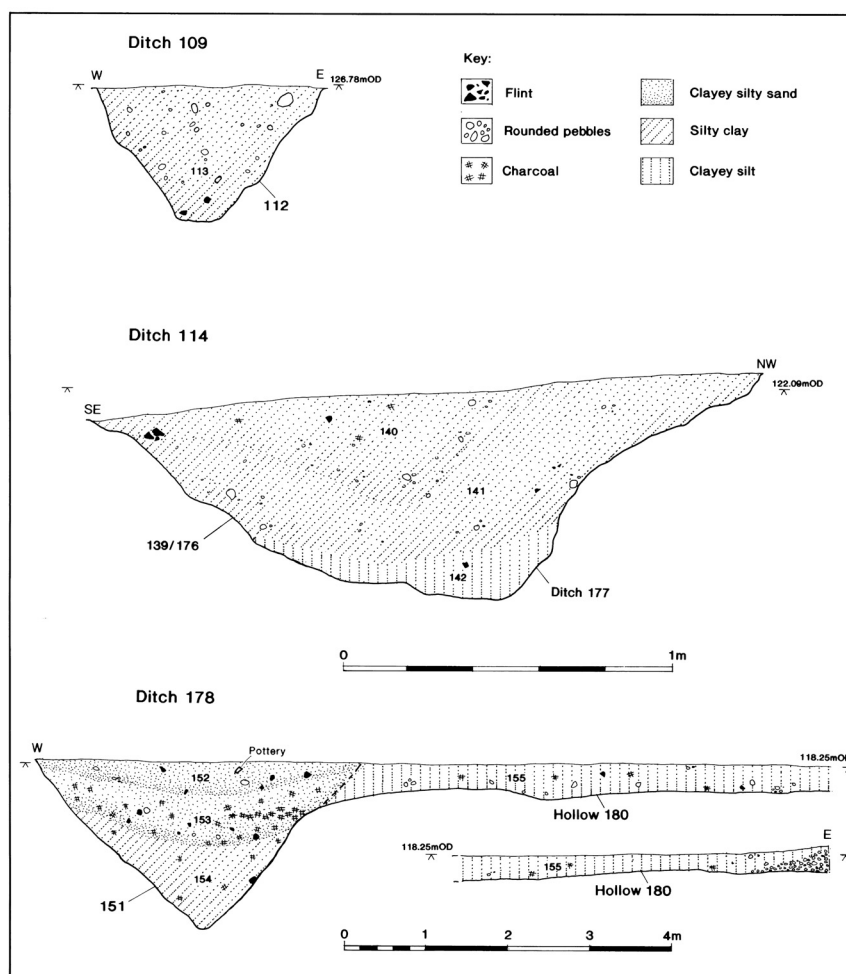 Ditch 109
W
E
126.78mOD
113
112
Key:
Flint
Rounded pebbles
Charcoal
Clayey silty sand
Silty clay
Clayey silt
Ditch 114
SE
NW
122.09mOD
140
141
142
139/176
Ditch 177
0 1m
Ditch 178
W
Pottery
152
153
154
151
155
118.25mOD
Hollow 180
118.25mOD
E
155
Hollow 180
0 1 2 3 4m